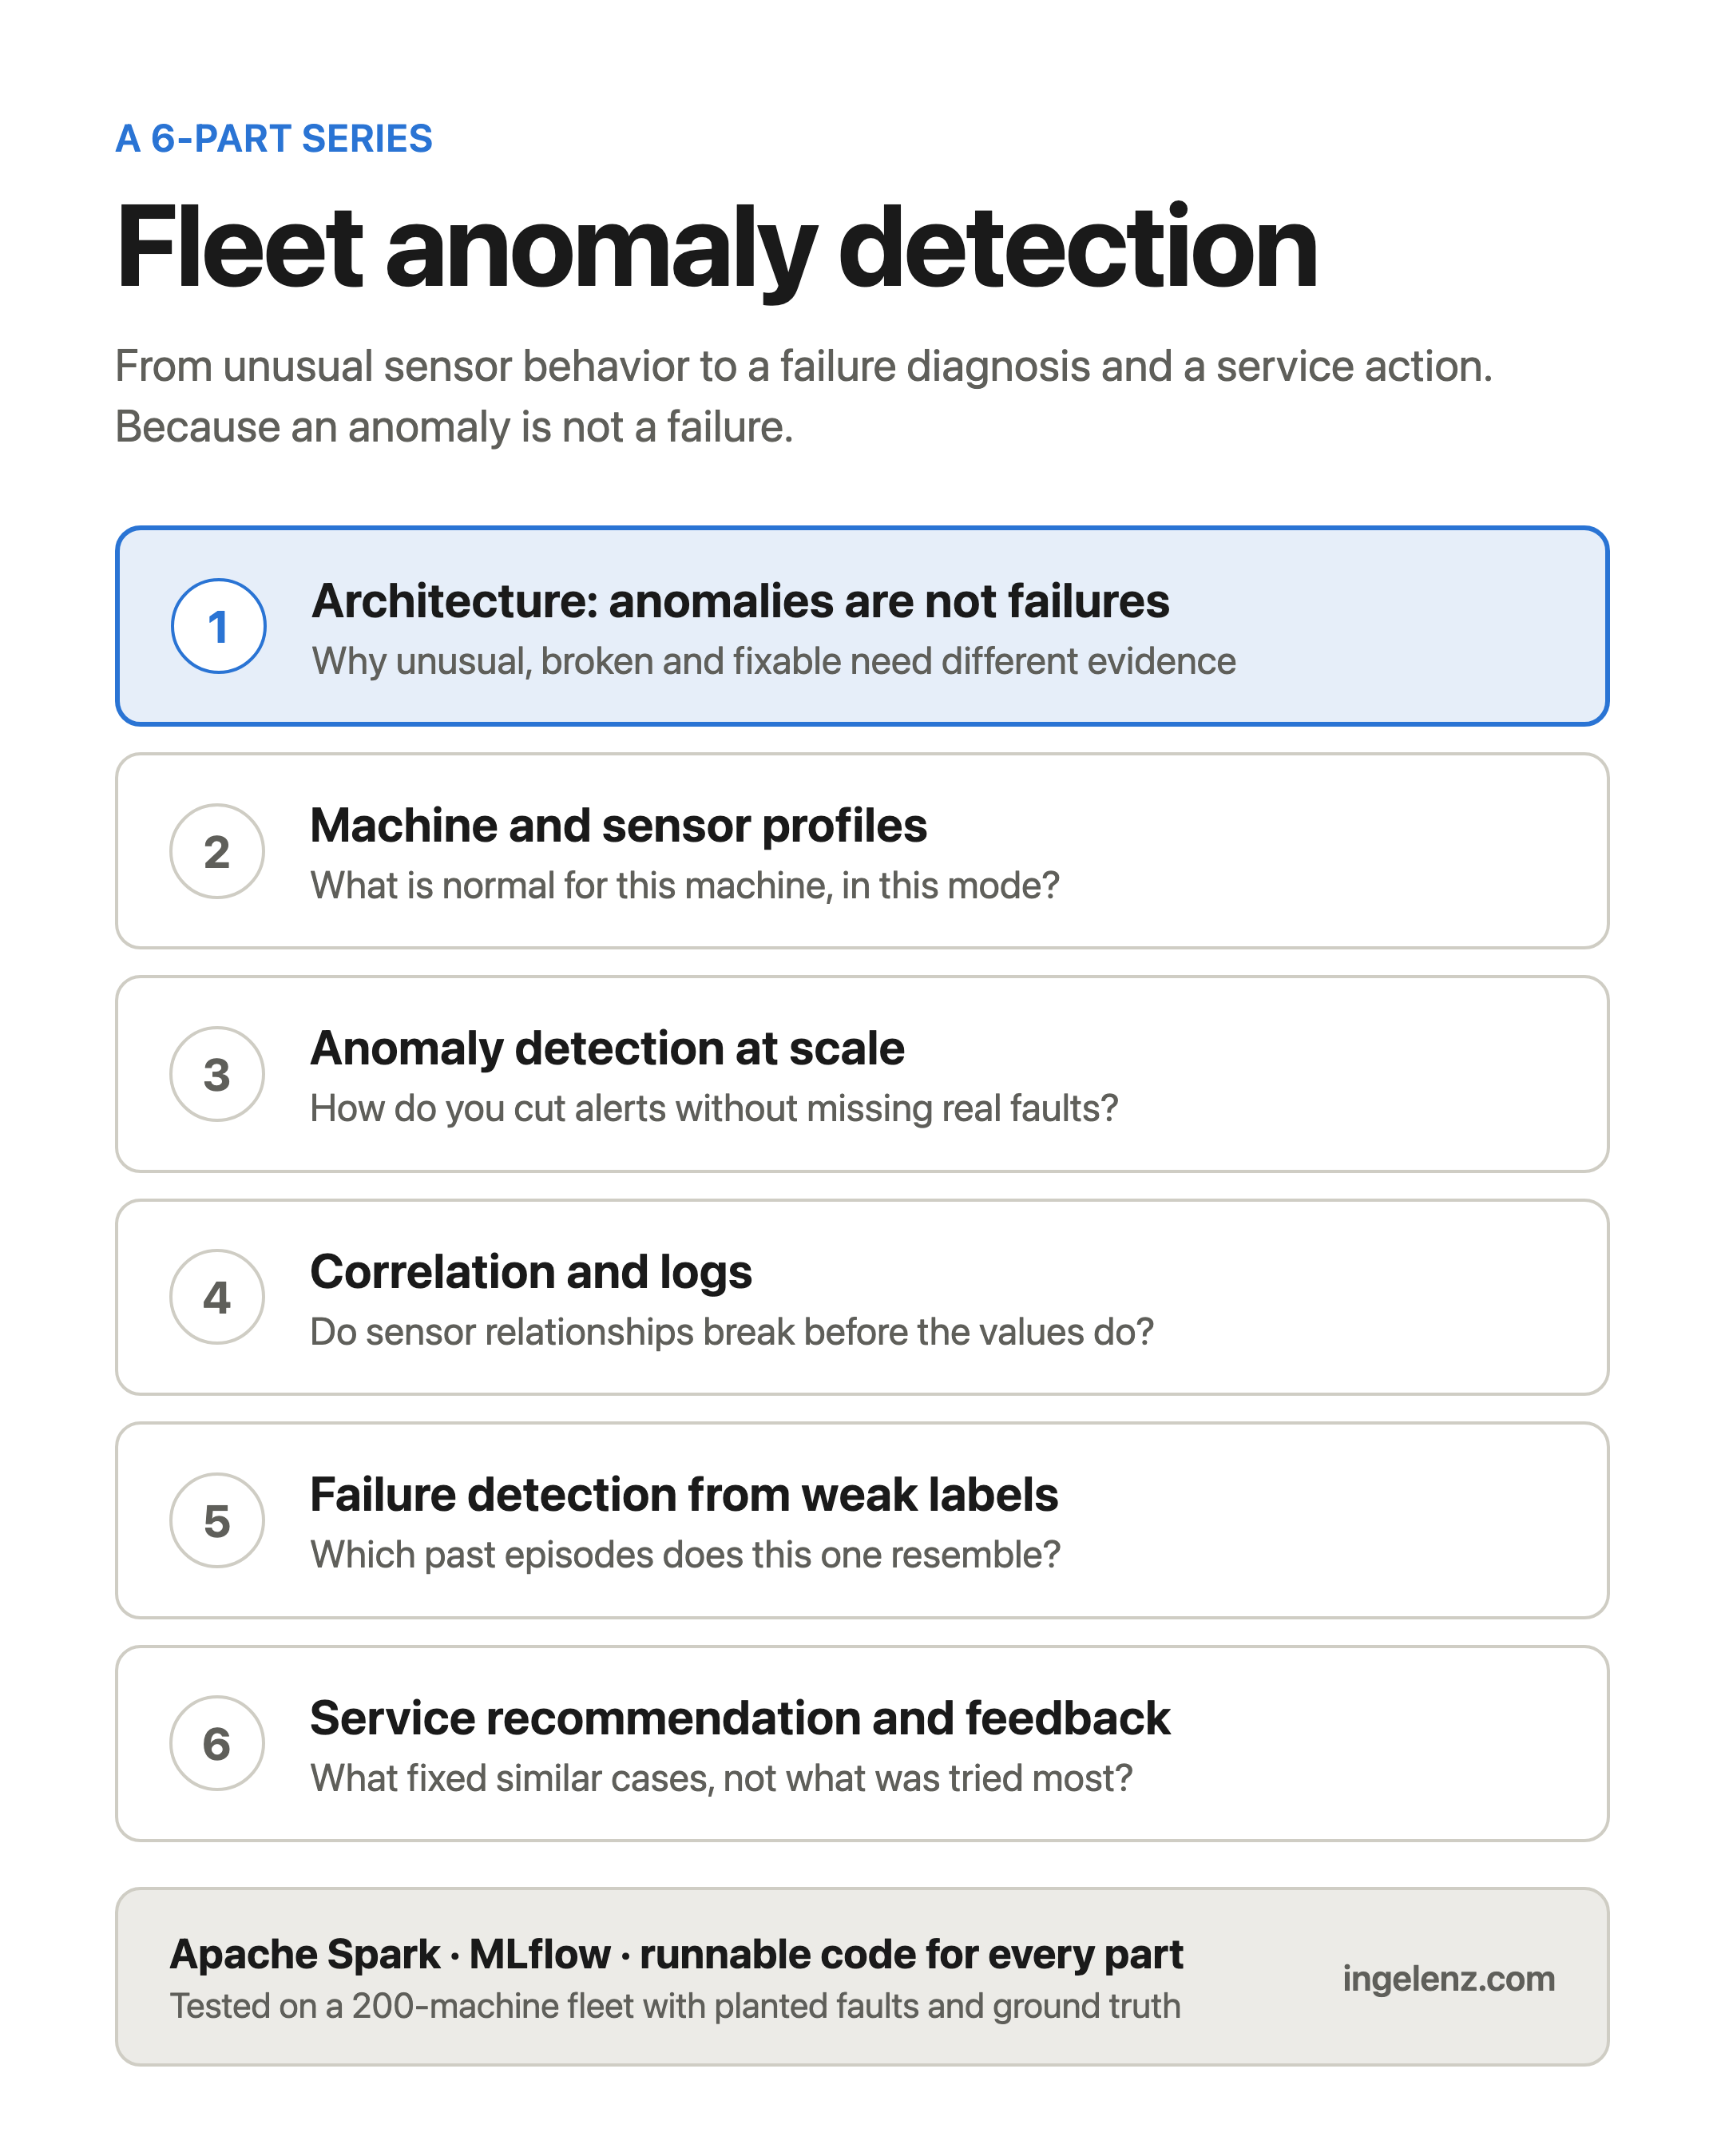 A 6-PART SERIES
Fleet anomaly detection
From unusual sensor behavior to a failure diagnosis and a service action.
Because an anomaly is not a failure.
1
Architecture: anomalies are not failures
Why unusual, broken and fixable need different evidence
2
Machine and sensor profiles
What is normal for this machine, in this mode?
3
Anomaly detection at scale
How do you cut alerts without missing real faults?
4
Correlation and logs
Do sensor relationships break before the values do?
5
Failure detection from weak labels
Which past episodes does this one resemble?
6
Service recommendation and feedback
What fixed similar cases, not what was tried most?
Apache Spark · MLflow · runnable code for every part
Tested on a 200-machine fleet with planted faults and ground truth
ingelenz.com